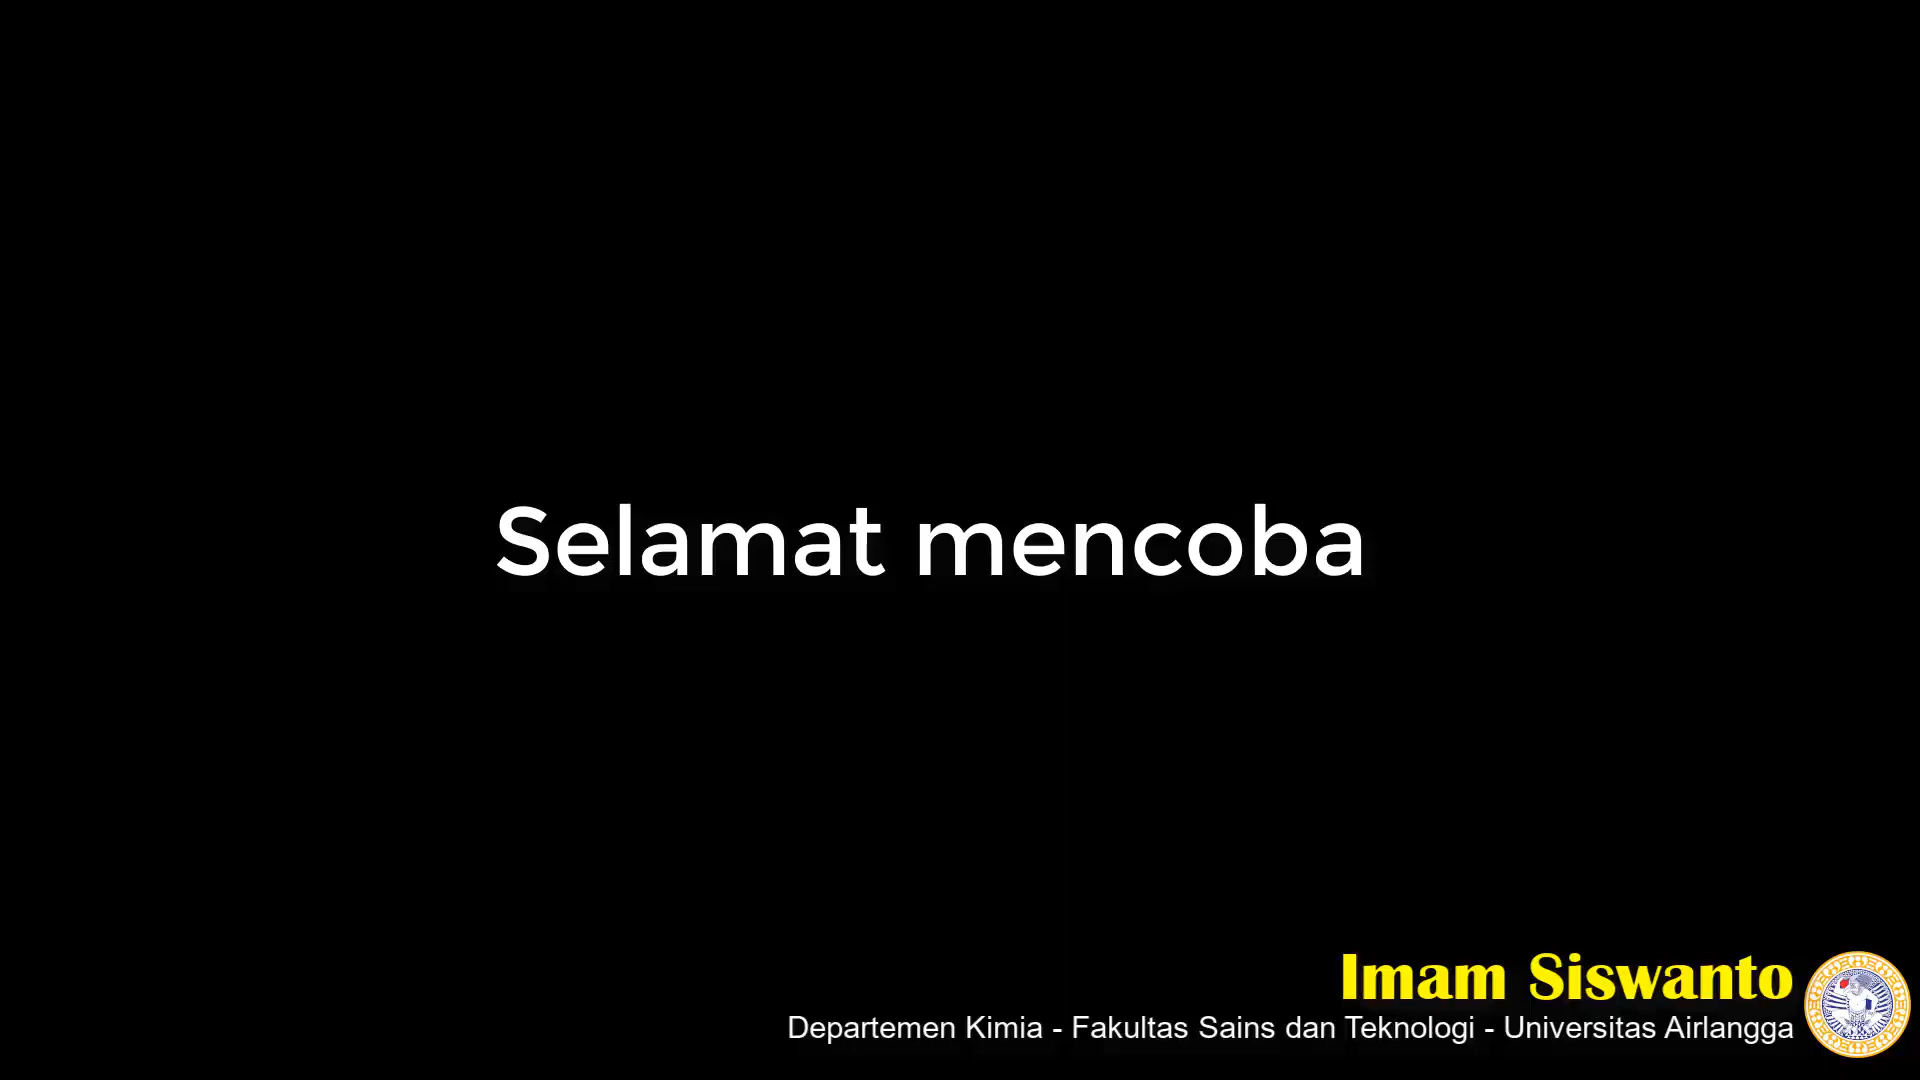 Selamat mencoba
Imam Siswanto
Departemen Kimia - Fakultas Sains dan Teknologi - Universitas Airlangga